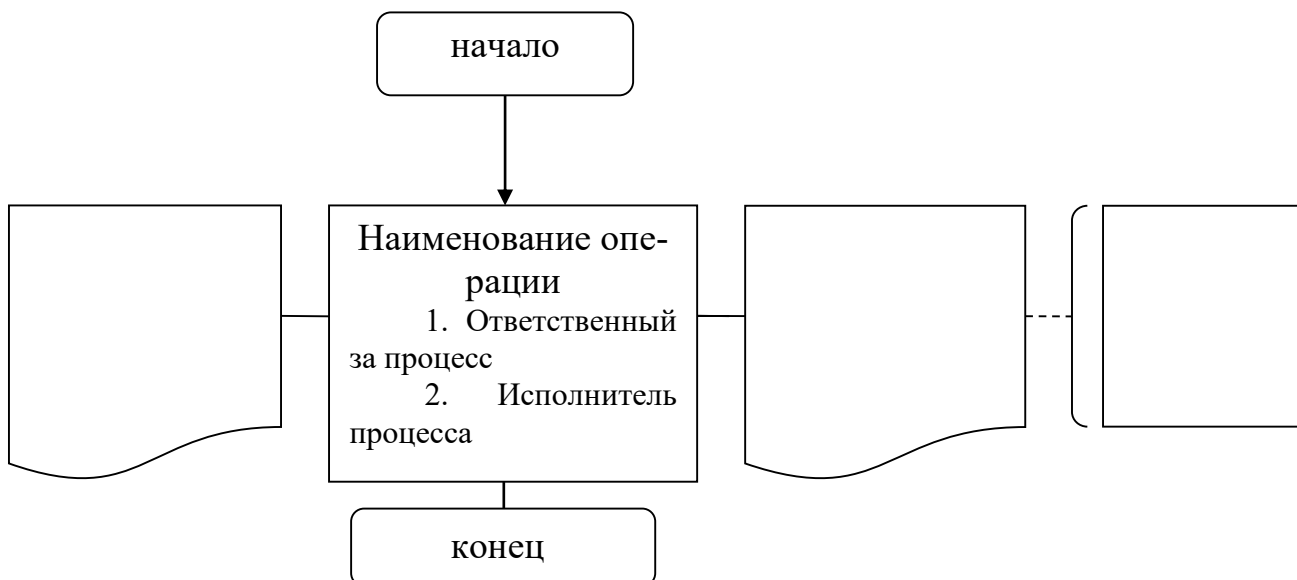 начало
Наименование опе-
рации
1. Ответственный
за процесс
2. Исполнитель
процесса
конец